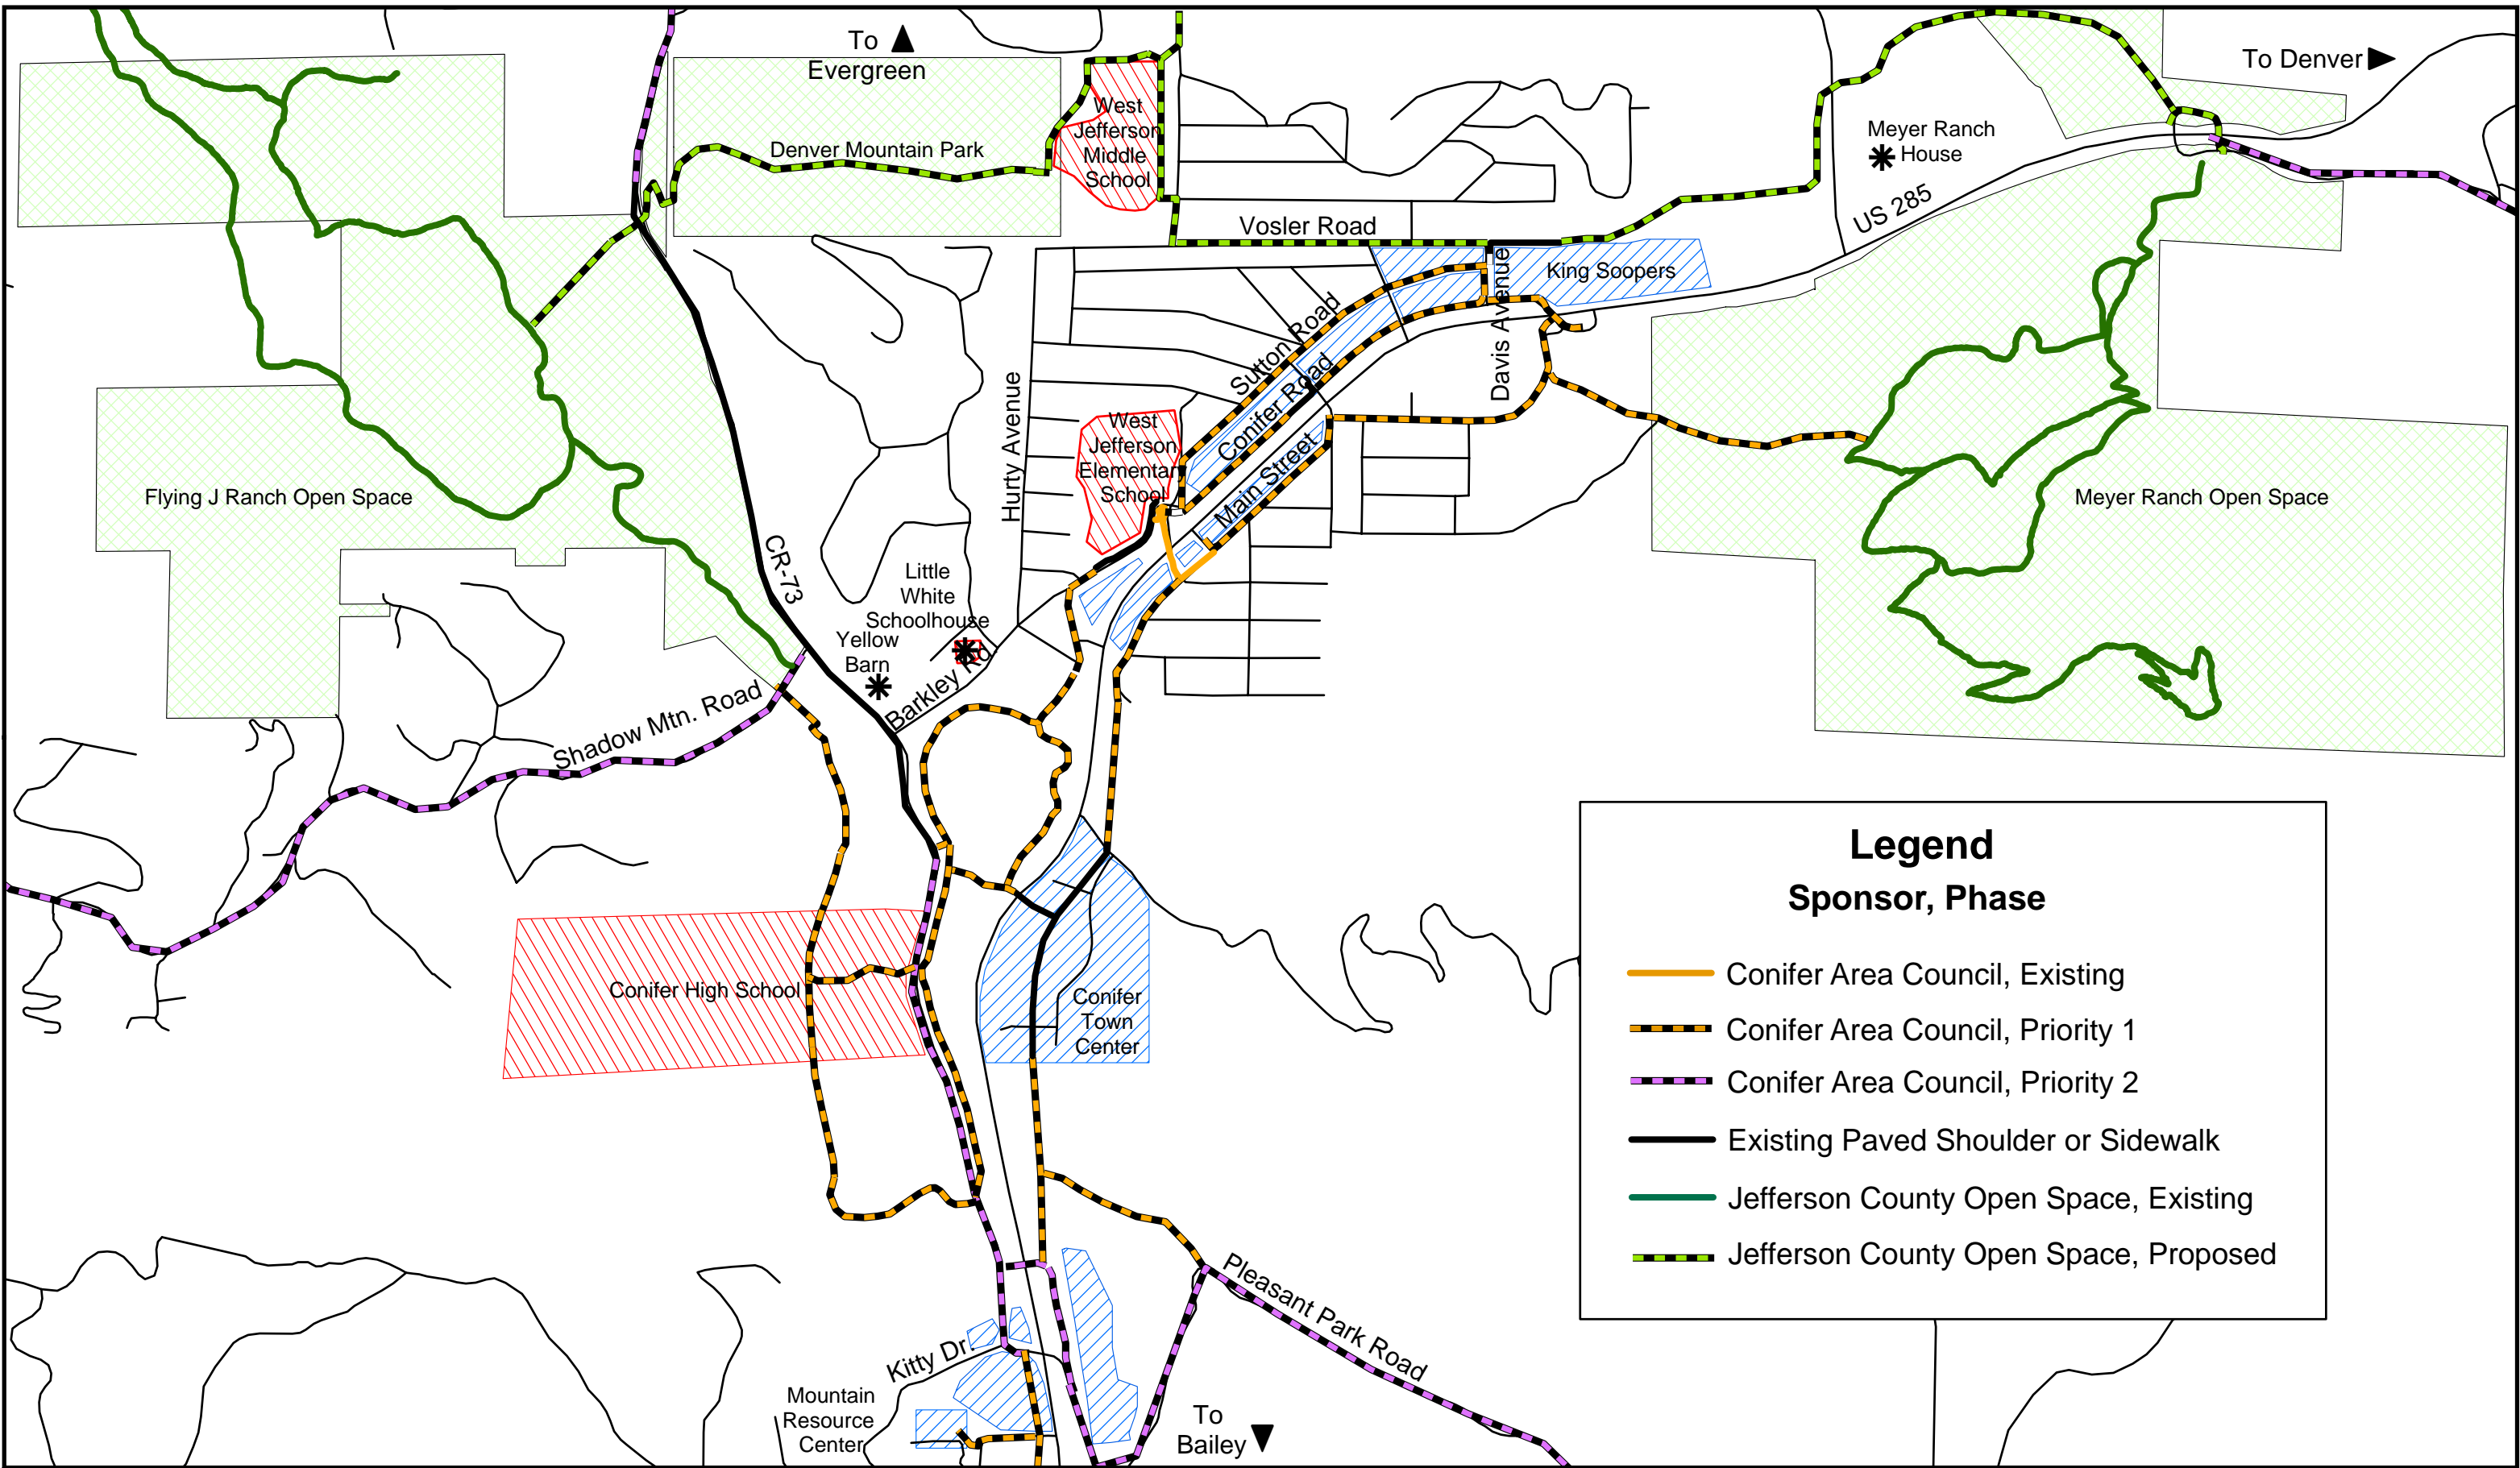 To
Evergreen
To Denver
West
Jefferson
Middle
School
Denver Mountain Park
Meyer Ranch
House
US 285
Vosler Road
King Soopers
Davis Avenue
Sutton Road
Conifer Road
Main Street
Hurty Avenue
West
Jefferson
Elementary
School
Flying J Ranch Open Space
Meyer Ranch Open Space
CR-73
Little
White
Schoolhouse
Yellow
Barn
Barkley Rd
Shadow Mtn. Road
Conifer High School
Conifer
Town
Center
Legend
Sponsor, Phase
Conifer Area Council, Existing
Conifer Area Council, Priority 1
Conifer Area Council, Priority 2
Existing Paved Shoulder or Sidewalk
Jefferson County Open Space, Existing
Jefferson County Open Space, Proposed
Pleasant Park Road
Kitty Dr.
Mountain
Resource
Center
To
Bailey